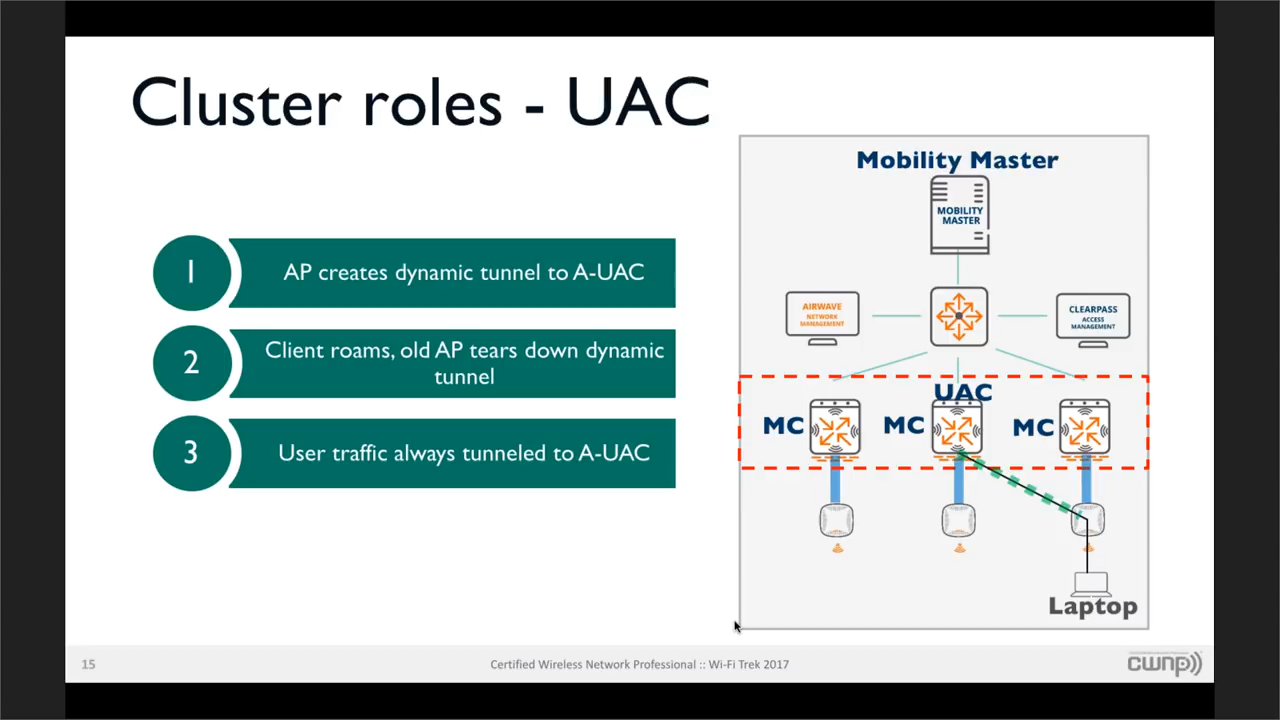 Cluster roles - UAC
1
AP creates dynamic tunnel to A-UAC
2
Client roams, old AP tears down dynamic
tunnel
3
User traffic always tunneled to A-UAC
Mobility Master
MOBILITY
MASTER
AIRWAVE
NETWORK
MANAGEMENT
CLEARPASS
ACCESS
MANAGEMENT
UAC
MC
MC
MC
Laptop
15
Certified Wireless Network Professional :: Wi-Fi Trek 2017
cwnp